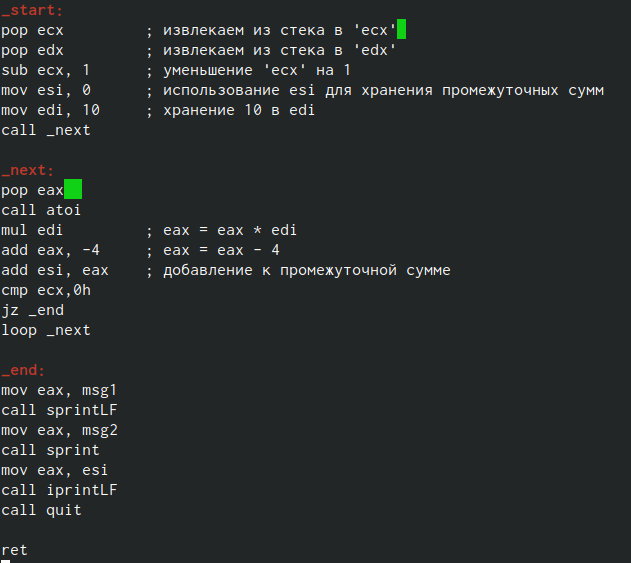 _start:
pop ecx ; извлекаем из стека в 'ecx'
pop edx ; извлекаем из стека в 'edx'
sub ecx, 1 ; уменьшение 'ecx' на 1
mov esi, 0 ; использование esi для хранения промежуточных сумм
mov edi, 10 ; хранение 10 в edi
call _next
_next:
pop eax
call atoi
mul edi ; eax = eax * edi
add eax, -4 ; eax = eax - 4
add esi, eax ; добавление к промежуточной сумме
cmp ecx,0h
jz _end
loop _next
_end:
mov eax, msg1
call sprintLF
mov eax, msg2
call sprint
mov eax, esi
call iprintLF
call quit
ret